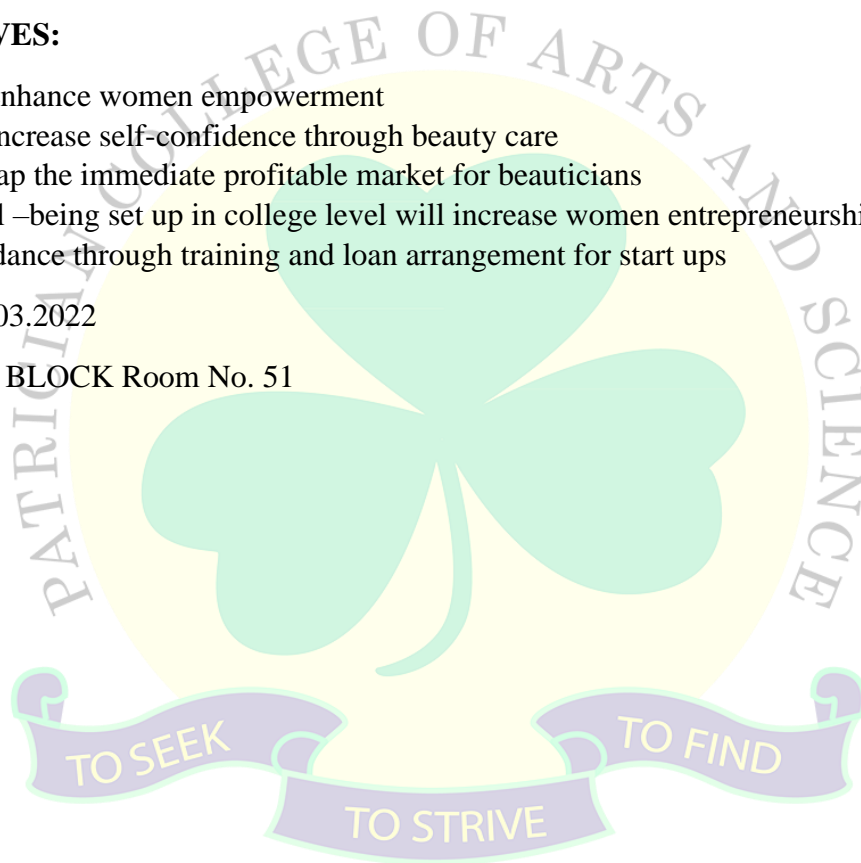 VES:
nhance women empowerment
ncrease self-confidence through beauty care
ap the immediate profitable market for beauticians
l –being set up in college level will increase women entrepreneurshi
dance through training and loan arrangement for start ups
03.2022
BLOCK Room No. 51
PATRICIAN COLLEGE OF ARTS AND SCIENCE
TO SEEK
TO STRIVE
TO FIND